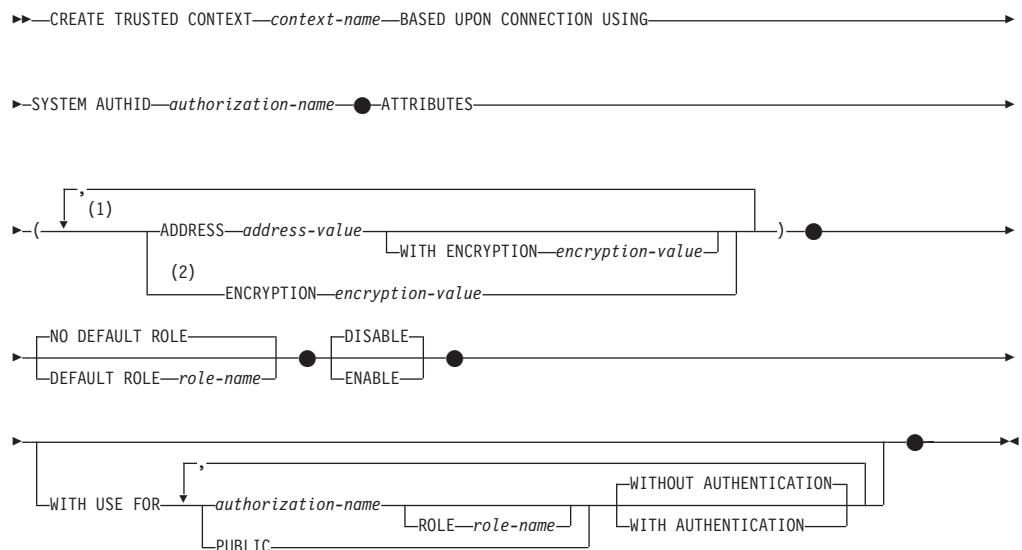 CREATE TRUSTED CONTEXT context-name BASED UPON CONNECTION USING
SYSTEM AUTHID authorization-name ATTRIBUTES
,
(1)
( ADDRESS address-value )
WITH ENCRYPTION encryption-value
(2)
ENCRYPTION encryption-value
NO DEFAULT ROLE DISABLE
DEFAULT ROLE role-name ENABLE
,
WITHOUT AUTHENTICATION
WITH USE FOR authorization-name
ROLE role-name WITH AUTHENTICATION
PUBLIC